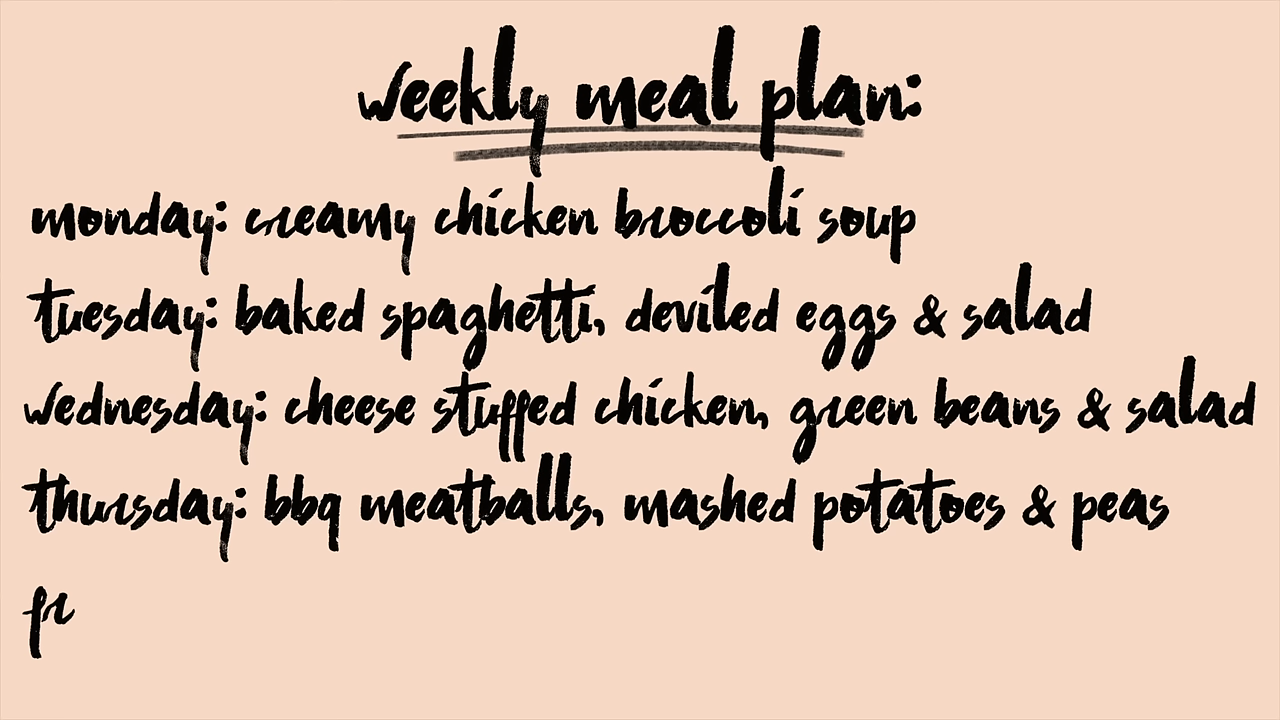 weekly meal plan:
monday: creamy chicken broccoli soup
tuesday: baked spaghetti, deviled eggs & salad
wednesday: cheese stuffed chicken, green beans & salad
thursday: bbq meatballs, mashed potatoes & peas
fr